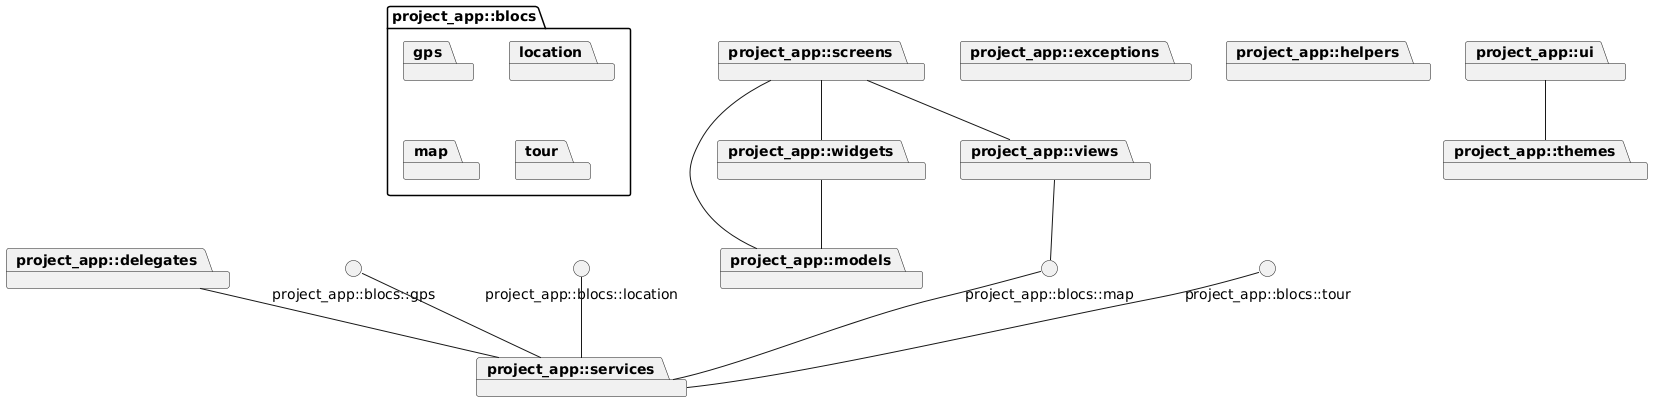 project_app::blocs
gps
location
project_app::screens
project_app::exceptions
project_app::helpers
project_app::ui
map
tour
project_app::widgets
project_app::views
project_app::themes
project_app::delegates
project_app::models
project_app::blocs::gps
project_app::blocs::location
project_app::blocs::map
project_app::blocs::tour
project_app::services